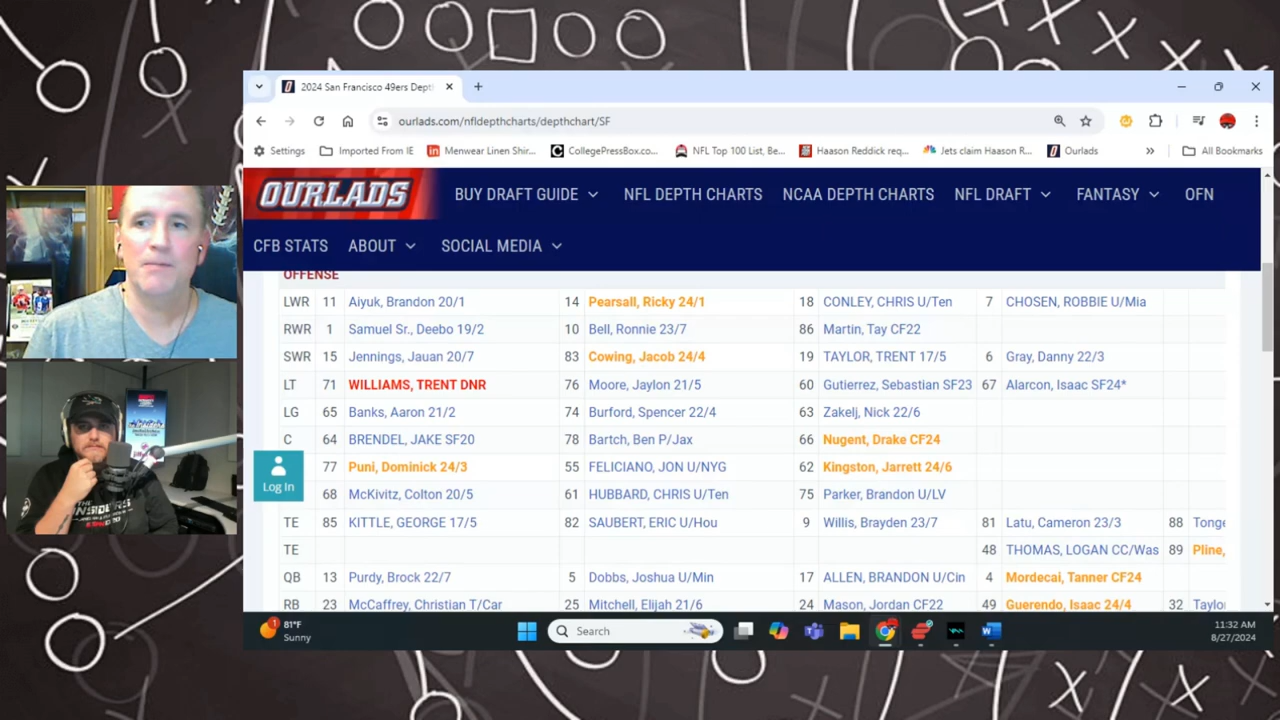 2024 San Francisco 49ers Dept
ourlads.com/nfldepthcharts/depthchart/SF
Settings Imported From IE Menwear Linen Shir... CollegePressBox.co... NFL Top 100 List, Be... Haason Reddick req... Jets claim Haason R... Ourlads » All Bookmarks
OURLADS BUY DRAFT GUIDE NFL DEPTH CHARTS NCAA DEPTH CHARTS NFL DRAFT FANTASY OFN
CFB STATS ABOUT SOCIAL MEDIA
OFFENSE
LWR 11 Aiyuk, Brandon 20/1 14 Pearsall, Ricky 24/1 18 CONLEY, CHRIS U/Ten 7 CHOSEN, ROBBIE U/Mia
RWR 1 Samuel Sr., Deebo 19/2 10 Bell, Ronnie 23/7 86 Martin, Tay CF22
SWR 15 Jennings, Jauan 20/7 83 Cowing, Jacob 24/4 19 TAYLOR, TRENT 17/5 6 Gray, Danny 22/3
LT 71 WILLIAMS, TRENT DNR 76 Moore, Jaylon 21/5 60 Gutierrez, Sebastian SF23 67 Alarcon, Isaac SF24*
LG 65 Banks, Aaron 21/2 74 Burford, Spencer 22/4 63 Zakelj, Nick 22/6
C 64 BRENDEL, JAKE SF20 78 Bartch, Ben P/Jax 66 Nugent, Drake CF24
77 Puni, Dominick 24/3 55 FELICIANO, JON U/NYG 62 Kingston, Jarrett 24/6
Log In
68 McKivitz, Colton 20/5 61 HUBBARD, CHRIS U/Ten 75 Parker, Brandon U/LV
TE 85 KITTLE, GEORGE 17/5 82 SAUBERT, ERIC U/Hou 9 Willis, Brayden 23/7 81 Latu, Cameron 23/3 88 Tonge
TE 48 THOMAS, LOGAN CC/Was 89 Pline,
QB 13 Purdy, Brock 22/7 5 Dobbs, Joshua U/Min 17 ALLEN, BRANDON U/Cin 4 Mordecai, Tanner CF24
RB 23 McCaffrey, Christian T/Car 25 Mitchell, Elijah 21/6 24 Mason, Jordan CF22 49 Guerendo, Isaac 24/4 32 Taylor
1
81°F
Sunny
Search
11:32 AM
8/27/2024